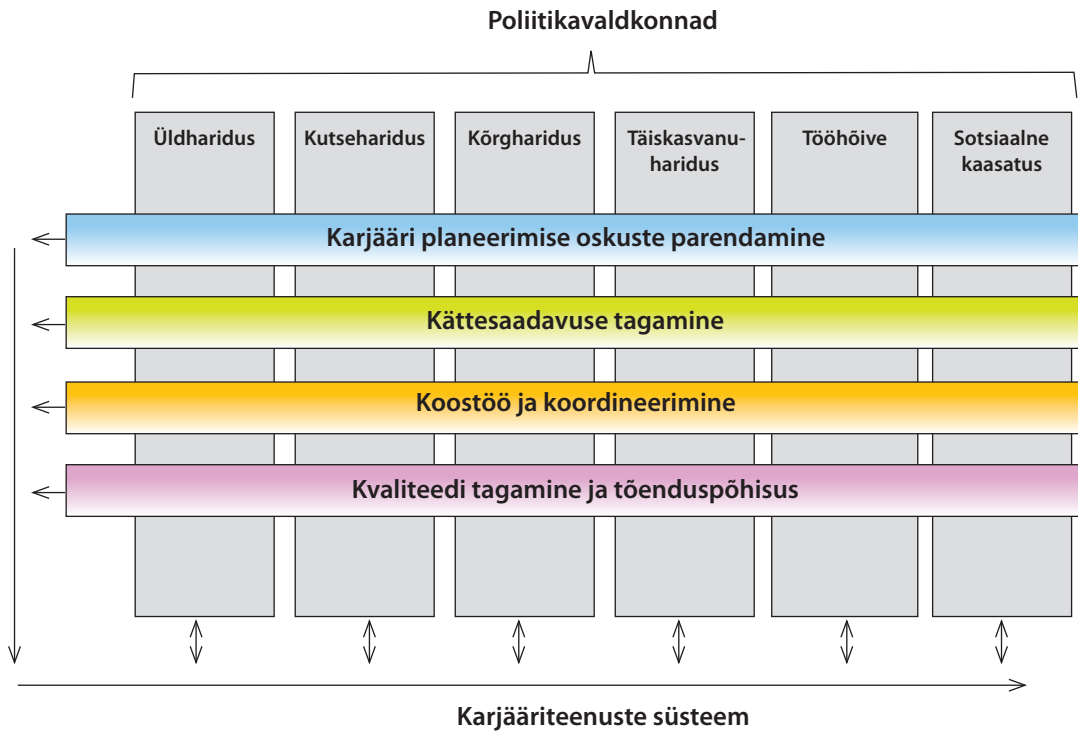 Poliitikavaldkonnad
Üldharidus
Kutseharidus
Kõrgharidus
Täiskasvanu-
haridus
Tööhõive
Sotsiaalne
kaasatus
Karjääri planeerimise oskuste parendamine
Kättesaadavuse tagamine
Koostöö ja koordineerimine
Kvaliteedi tagamine ja tõenduspõhisus
Karjääriteenuste süsteem